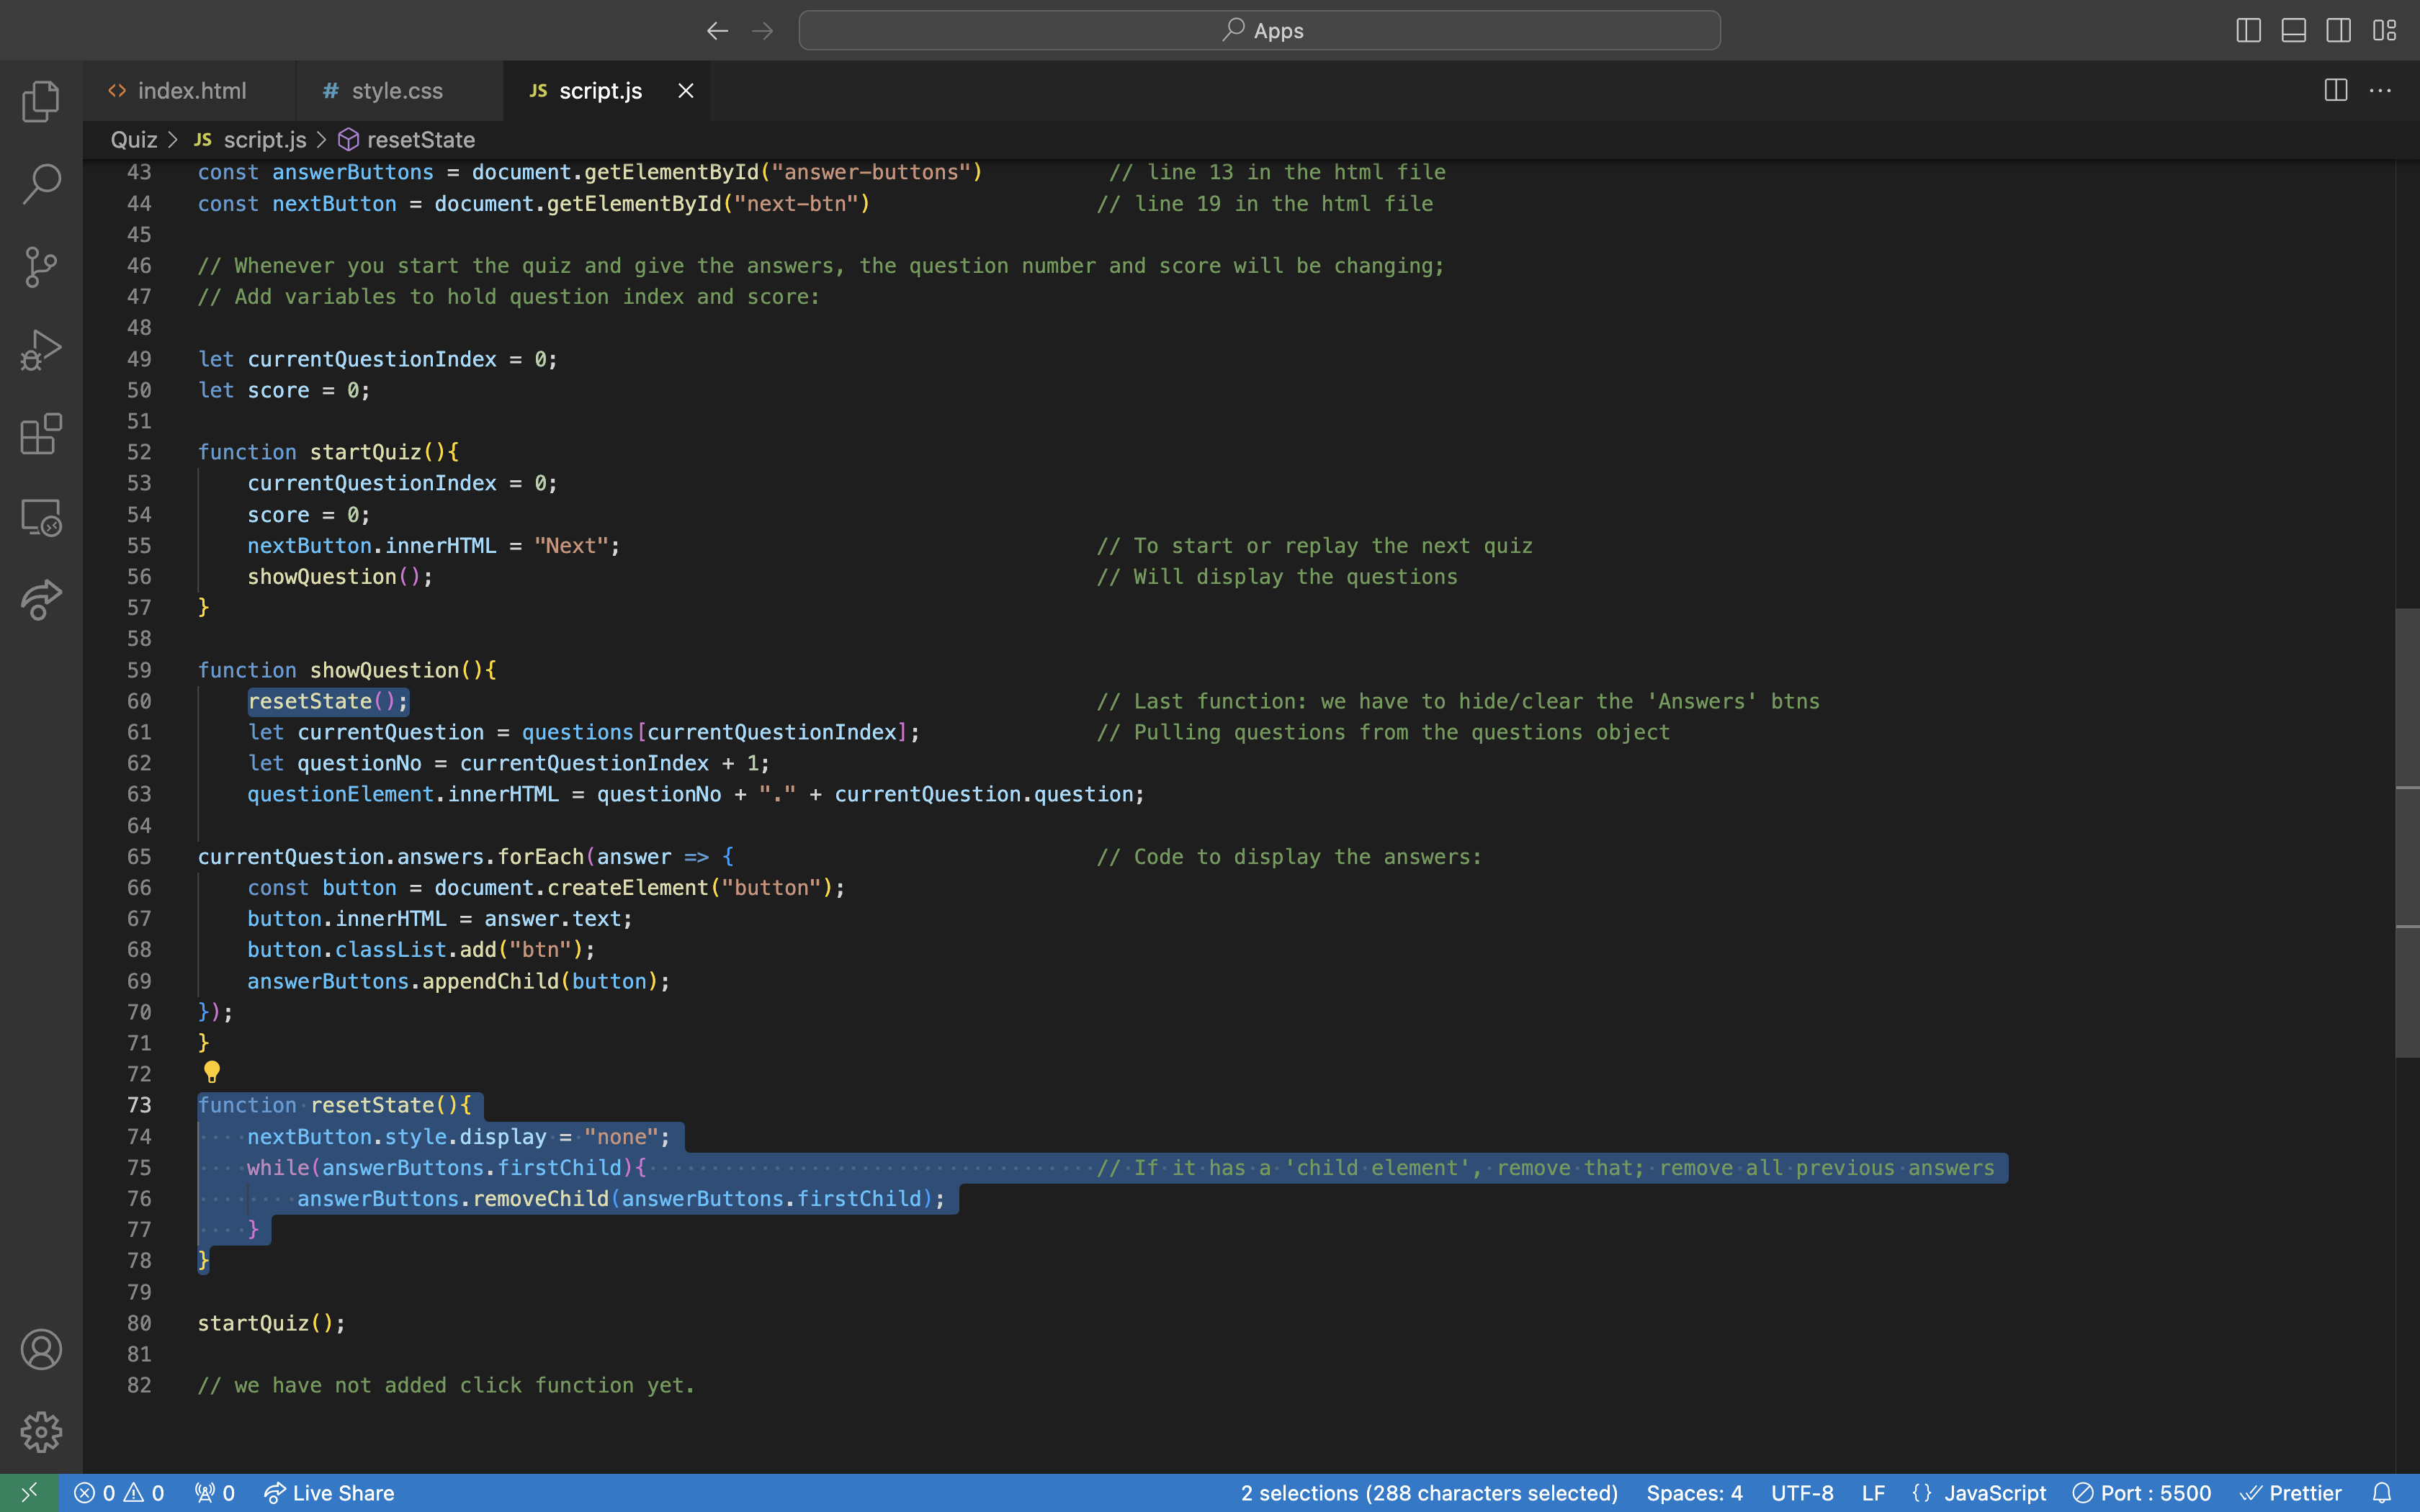 Apps
index.html
# style.css
JS script.js
Quiz > JS script.js > resetState
43 const answerButtons = document.getElementById("answer-buttons") // line 13 in the html file
44 const nextButton = document.getElementById("next-btn") // line 19 in the html file
45
46 // Whenever you start the quiz and give the answers, the question number and score will be changing;
47 // Add variables to hold question index and score:
48
49 let currentQuestionIndex = 0;
50 let score = 0;
51
52 function startQuiz(){
53 currentQuestionIndex = 0;
54 score = 0;
55 nextButton.innerHTML = "Next"; // To start or replay the next quiz
56 showQuestion(); // Will display the questions
57 }
58
59 function showQuestion(){
60 resetState(); // Last function: we have to hide/clear the 'Answers' btns
61 let currentQuestion = questions[currentQuestionIndex]; // Pulling questions from the questions object
62 let questionNo = currentQuestionIndex + 1;
63 questionElement.innerHTML = questionNo + "." + currentQuestion.question;
64
65 currentQuestion.answers.forEach(answer => { // Code to display the answers:
66 const button = document.createElement("button");
67 button.innerHTML = answer.text;
68 button.classList.add("btn");
69 answerButtons.appendChild(button);
70 });
71 }
72
73 function resetState(){
74 nextButton.style.display = "none";
75 while(answerButtons.firstChild){ // If it has a 'child element', remove that; remove all previous answers
76 answerButtons.removeChild(answerButtons.firstChild);
77 }
78 }
79
80 startQuiz();
81
82 // we have not added click function yet.
0 0 0 Live Share 2 selections (288 characters selected) Spaces: 4 UTF-8 LF {} JavaScript Port : 5500 Prettier